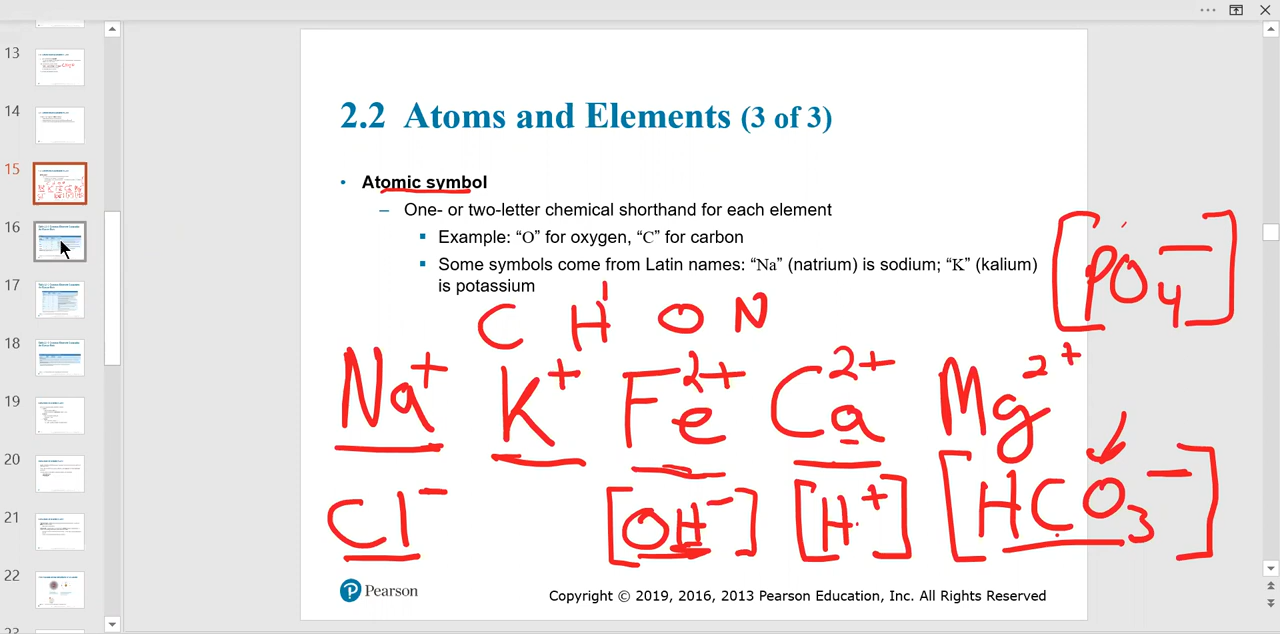 13
14
15
16
17
18
19
20
21
22
2.2 Atoms and Elements (3 of 3)
• Atomic symbol
– One- or two-letter chemical shorthand for each element
▪ Example: “O” for oxygen, “C” for carbon
▪ Some symbols come from Latin names: “Na” (natrium) is sodium; “K” (kalium)
is potassium
[PO₄⁻]
C H O N
Na⁺ K⁺ Fe²⁺ Ca²⁺ Mg²⁺
Cl⁻ [OH⁻] [H⁺] [HCO₃⁻]
P Pearson
Copyright © 2019, 2016, 2013 Pearson Education, Inc. All Rights Reserved